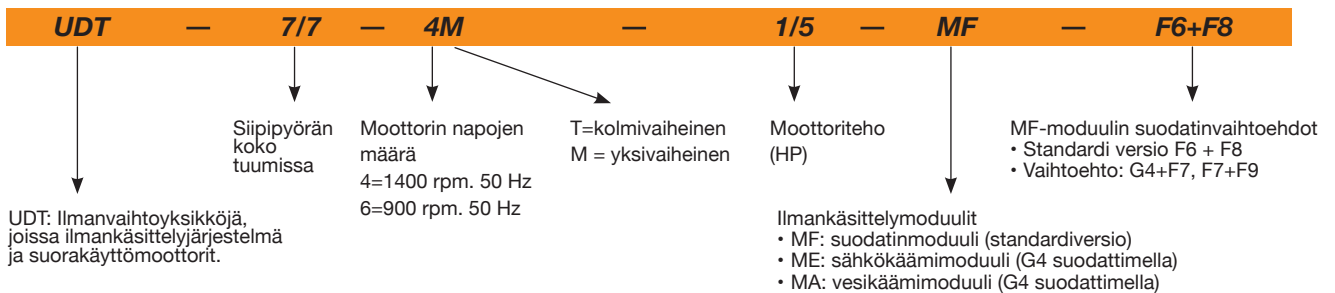 UDT — 7/7 — 4M — 1/5 — MF — F6+F8
UDT: Ilmanvaihtoyksikköjä,
joissa ilmankäsittelyjärjestelmä
ja suorakäyttömoottorit.
Siipipyörän
koko
tuumissa
Moottorin napojen
määrä
4=1400 rpm. 50 Hz
6=900 rpm. 50 Hz
T=kolmivaiheinen
M = yksivaiheinen
Moottoriteho
(HP)
Ilmankäsittelymoduulit
• MF: suodatinmoduuli (standardiversio)
• ME: sähkökäämimoduuli (G4 suodattimella)
• MA: vesikäämimoduuli (G4 suodattimella)
MF-moduulin suodatinvaihtoehdot
• Standardi versio F6 + F8
• Vaihtoehto: G4+F7, F7+F9